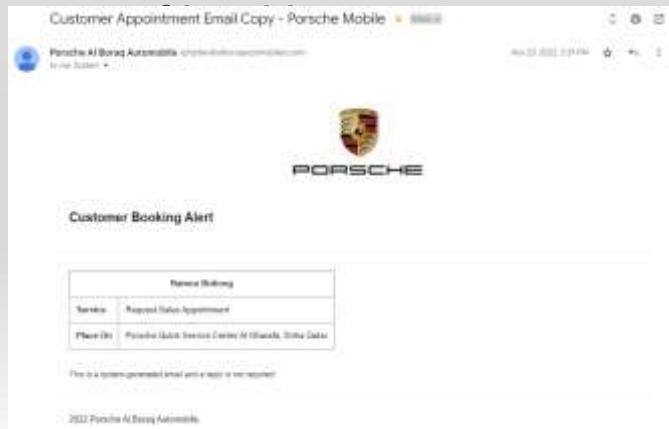 Customer Appointment Email Copy - Porsche Mobile
Porsche Al Boraq Automobile
PORSCHE
Customer Booking Alert
Service Request Sales Appointment
Place On Porsche Quick Service Center Al Gharafa, Doha Qatar
This is a system generated email and a reply is not required
2022 Porsche Al Boraq Automobile.